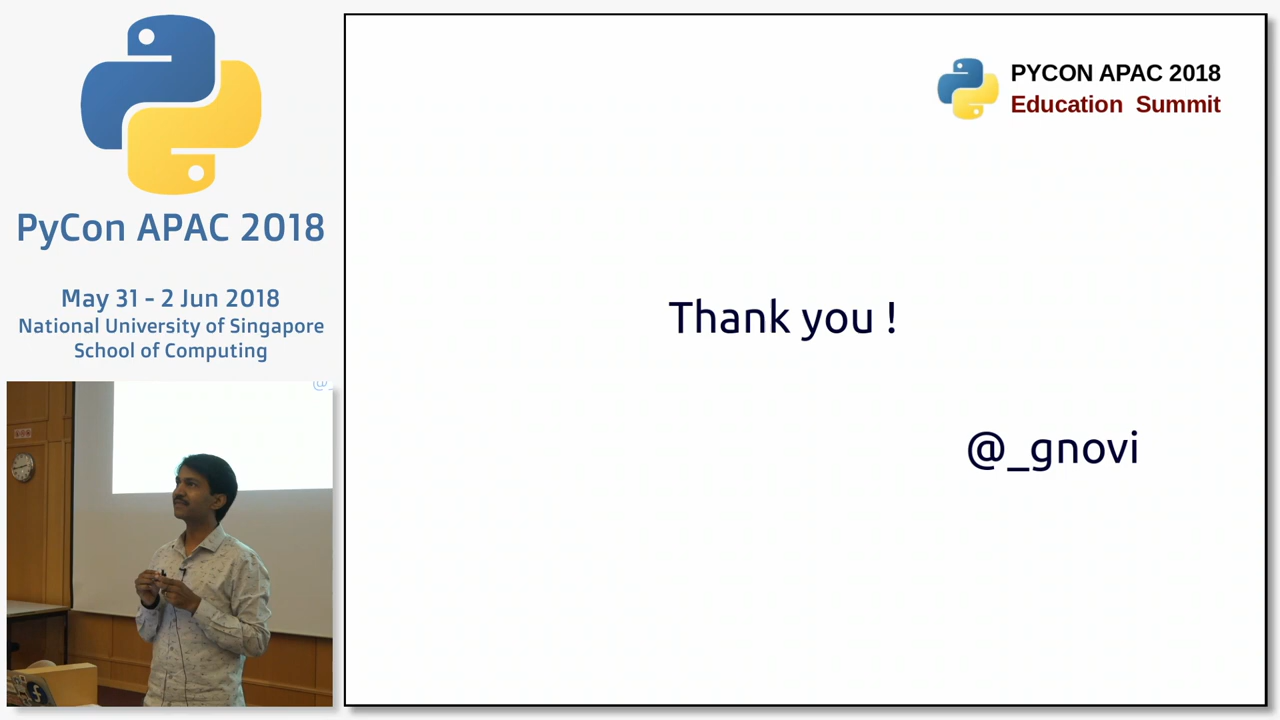 PyCon APAC 2018
May 31 - 2 Jun 2018
National University of Singapore
School of Computing
PYCON APAC 2018
Education Summit
Thank you !
@_gnovi
@_